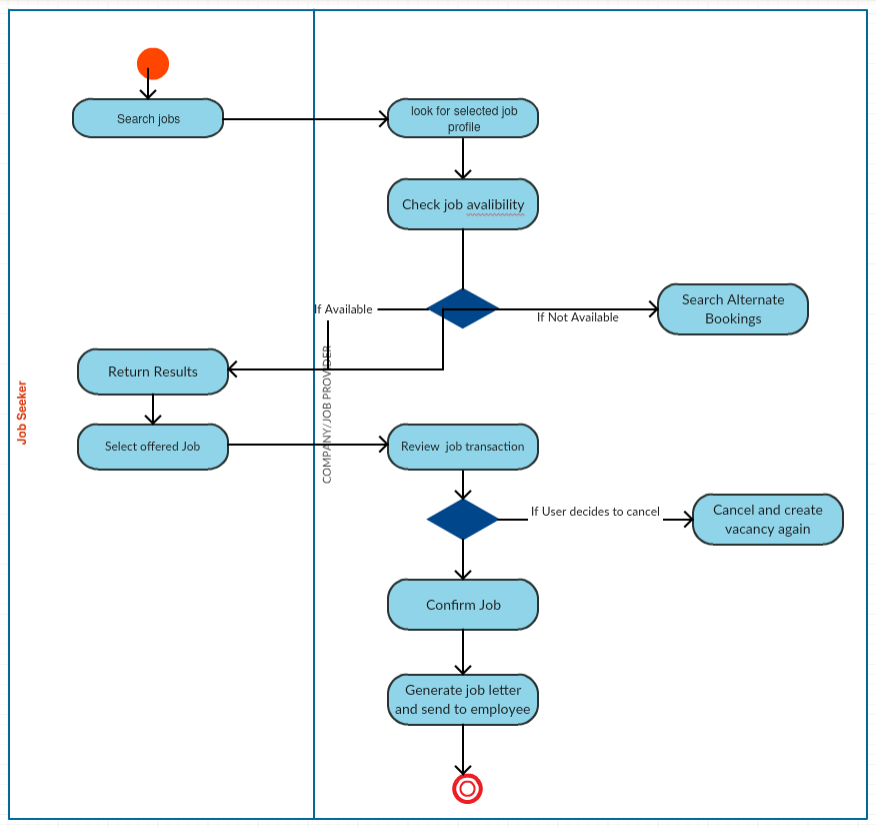 Search jobs
look for selected job
profile
Check job avalibility
If Available
If Not Available
Search Alternate
Bookings
Return Results
Job Seeker
COMPANY/JOB PROVIDER
Select offered Job
Review job transaction
If User decides to cancel
Cancel and create
vacancy again
Confirm Job
Generate job letter
and send to employee